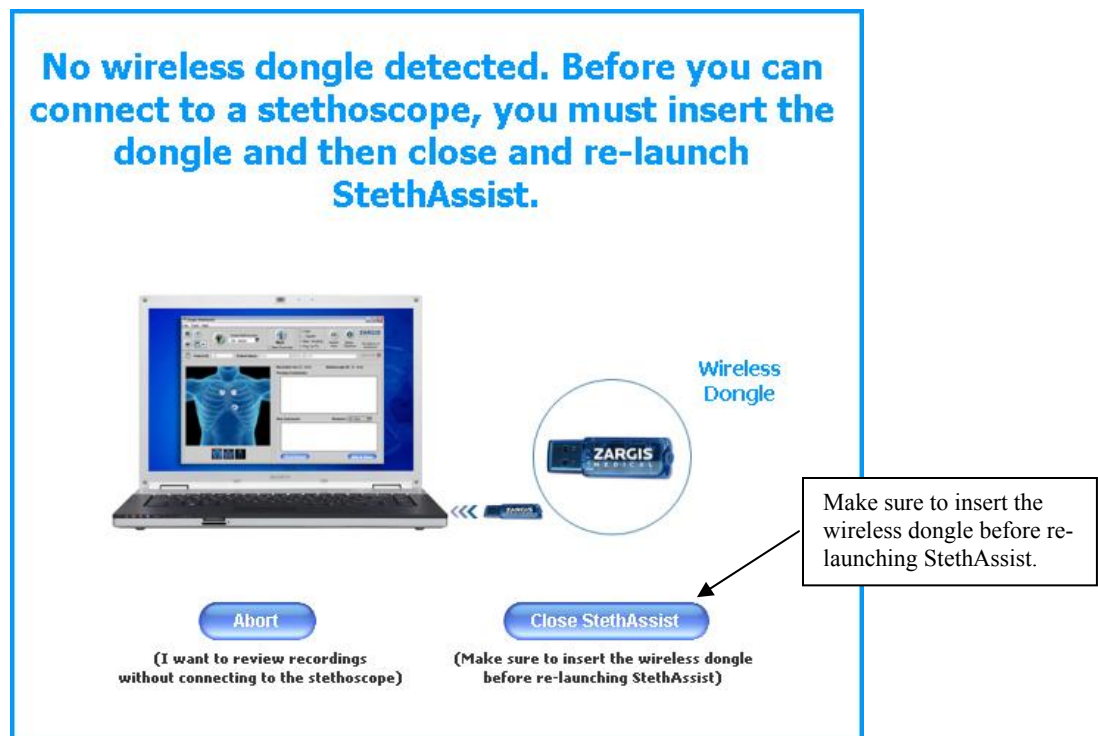 No wireless dongle detected. Before you can
connect to a stethoscope, you must insert the
dongle and then close and re-launch
StethAssist.
Wireless
Dongle
ZARGIS
MEDICAL
ZARGIS
Make sure to insert the
wireless dongle before re-
launching StethAssist.
Abort
Close StethAssist
(I want to review recordings
without connecting to the stethoscope)
(Make sure to insert the wireless dongle
before re-launching StethAssist)